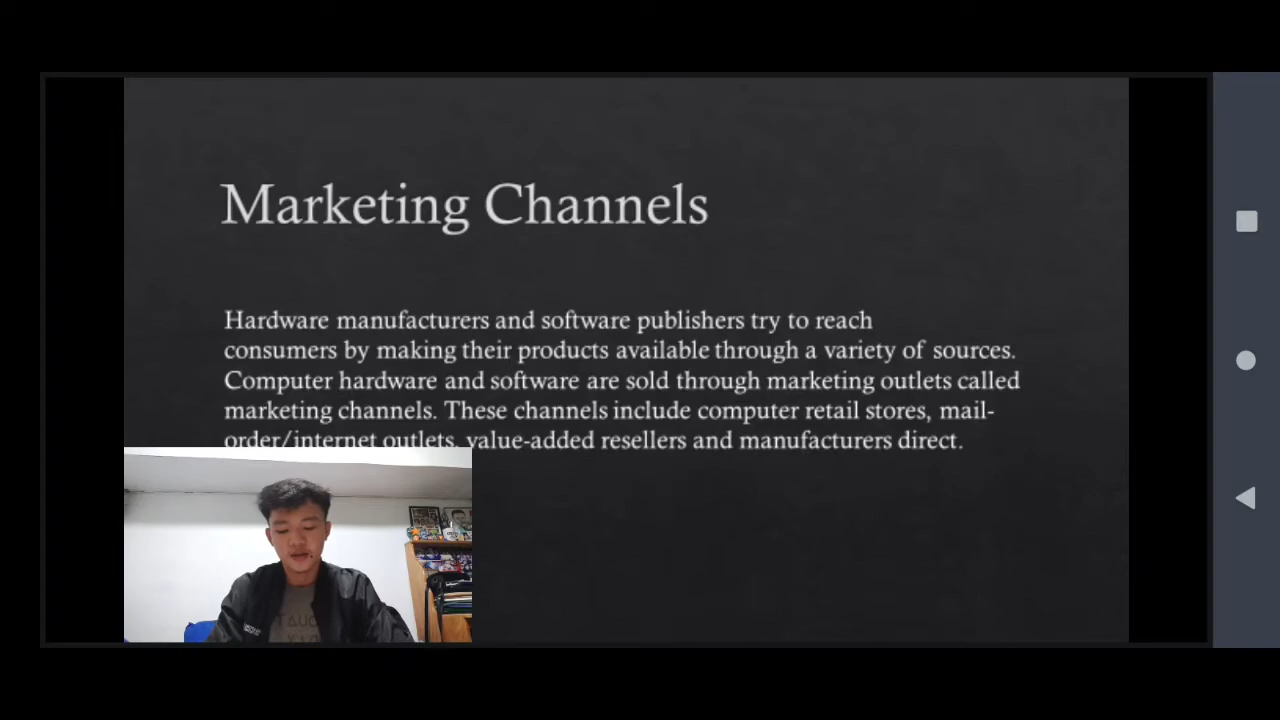 Marketing Channels
Hardware manufacturers and software publishers try to reach
consumers by making their products available through a variety of sources.
Computer hardware and software are sold through marketing outlets called
marketing channels. These channels include computer retail stores, mail-
order/internet outlets, value-added resellers and manufacturers direct.